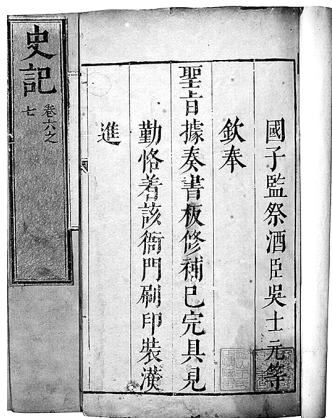 史記
卷六之
七
國子監祭酒臣吳士元等
欽奉
聖旨據奏書板修補已完具見
勤恪着該衙門刷印裝潢
進